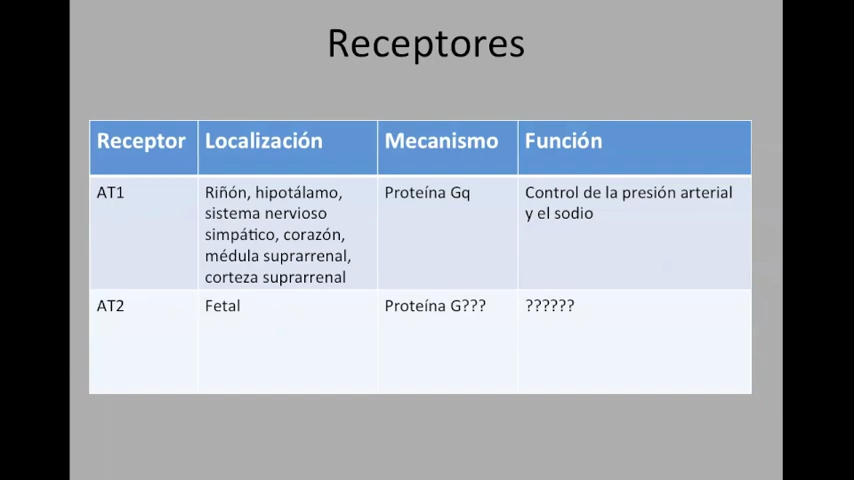 Receptores
Receptor Localización Mecanismo Función
AT1 Riñón, hipotálamo, Proteína Gq Control de la presión arterial
sistema nervioso y el sodio
simpático, corazón,
médula suprarrenal,
corteza suprarrenal
AT2 Fetal Proteína G??? ??????